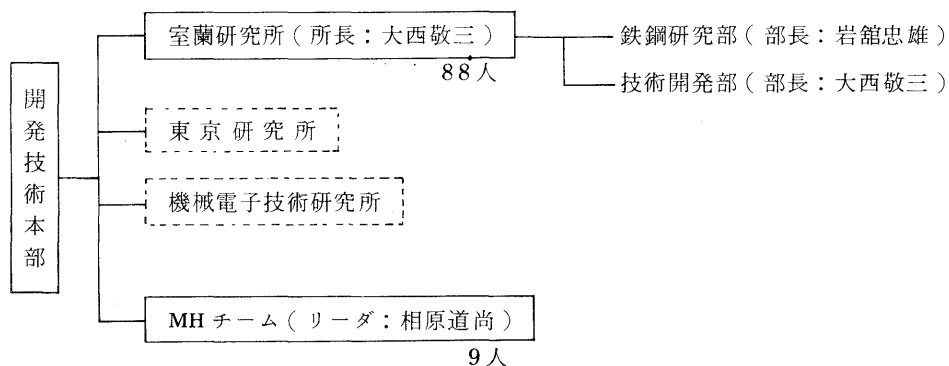 室蘭研究所(所長:大西敬三)
88人
鉄鋼研究部(部長:岩舘忠雄)
技術開発部(部長:大西敬三)
開発技術本部
東京研究所
機械電子技術研究所
MHチーム(リーダ:相原道尚)
9人